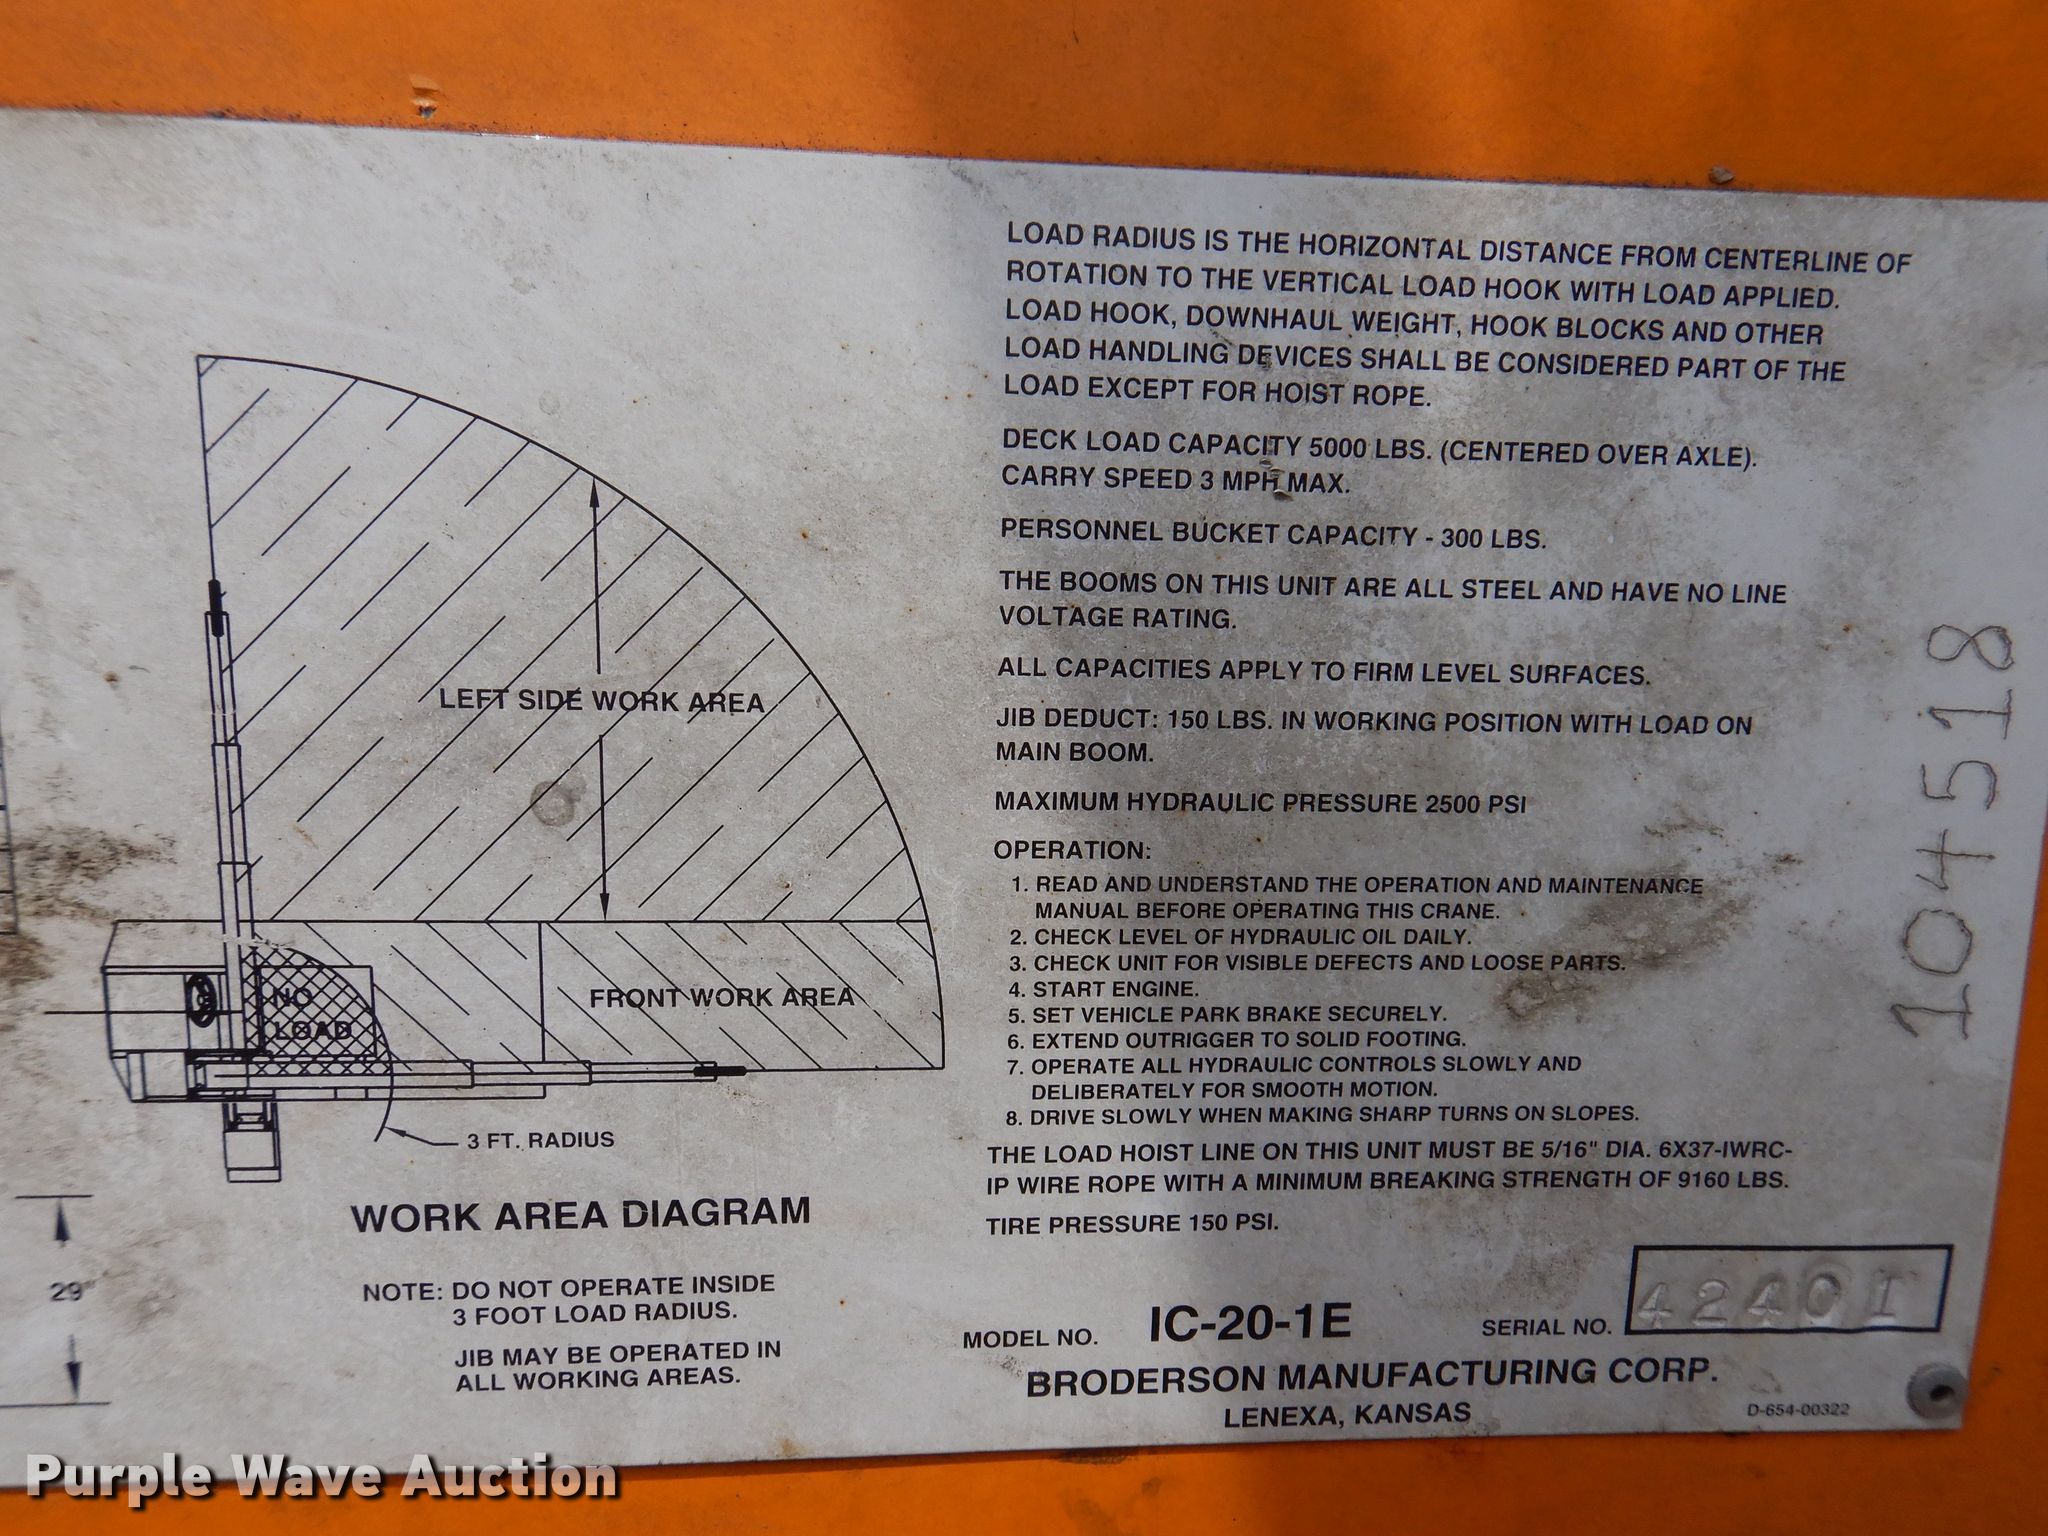 LOAD RADIUS IS THE HORIZONTAL DISTANCE FROM CENTERLINE OF
ROTATION TO THE VERTICAL LOAD HOOK WITH LOAD APPLIED.
LOAD HOOK, DOWNHAUL WEIGHT, HOOK BLOCKS AND OTHER
LOAD HANDLING DEVICES SHALL BE CONSIDERED PART OF THE
LOAD EXCEPT FOR HOIST ROPE.
DECK LOAD CAPACITY 5000 LBS. (CENTERED OVER AXLE).
CARRY SPEED 3 MPH MAX.
PERSONNEL BUCKET CAPACITY - 300 LBS.
THE BOOMS ON THIS UNIT ARE ALL STEEL AND HAVE NO LINE
VOLTAGE RATING.
ALL CAPACITIES APPLY TO FIRM LEVEL SURFACES.
JIB DEDUCT: 150 LBS. IN WORKING POSITION WITH LOAD ON
MAIN BOOM.
MAXIMUM HYDRAULIC PRESSURE 2500 PSI
OPERATION:
1. READ AND UNDERSTAND THE OPERATION AND MAINTENANCE
MANUAL BEFORE OPERATING THIS CRANE.
2. CHECK LEVEL OF HYDRAULIC OIL DAILY.
3. CHECK UNIT FOR VISIBLE DEFECTS AND LOOSE PARTS.
4. START ENGINE.
5. SET VEHICLE PARK BRAKE SECURELY.
6. EXTEND OUTRIGGER TO SOLID FOOTING.
7. OPERATE ALL HYDRAULIC CONTROLS SLOWLY AND
DELIBERATELY FOR SMOOTH MOTION.
8. DRIVE SLOWLY WHEN MAKING SHARP TURNS ON SLOPES.
THE LOAD HOIST LINE ON THIS UNIT MUST BE 5/16" DIA. 6X37-IWRC-
IP WIRE ROPE WITH A MINIMUM BREAKING STRENGTH OF 9160 LBS.
TIRE PRESSURE 150 PSI.
MODEL NO. IC-20-1E SERIAL NO. 42401
BRODERSON MANUFACTURING CORP.
LENEXA, KANSAS
D-654-00322
104518
LEFT SIDE WORK AREA
FRONT WORK AREA
NO
LOAD
3 FT. RADIUS
WORK AREA DIAGRAM
NOTE: DO NOT OPERATE INSIDE
3 FOOT LOAD RADIUS.
JIB MAY BE OPERATED IN
ALL WORKING AREAS.
29"
Purple Wave Auction